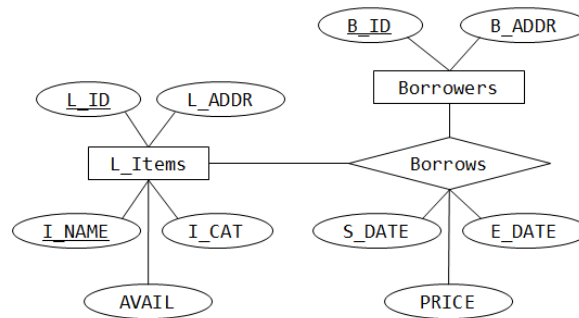 B_ID B_ADDR
Borrowers
L_ID L_ADDR
L_Items
Borrows
I_NAME I_CAT
S_DATE E_DATE
AVAIL
PRICE